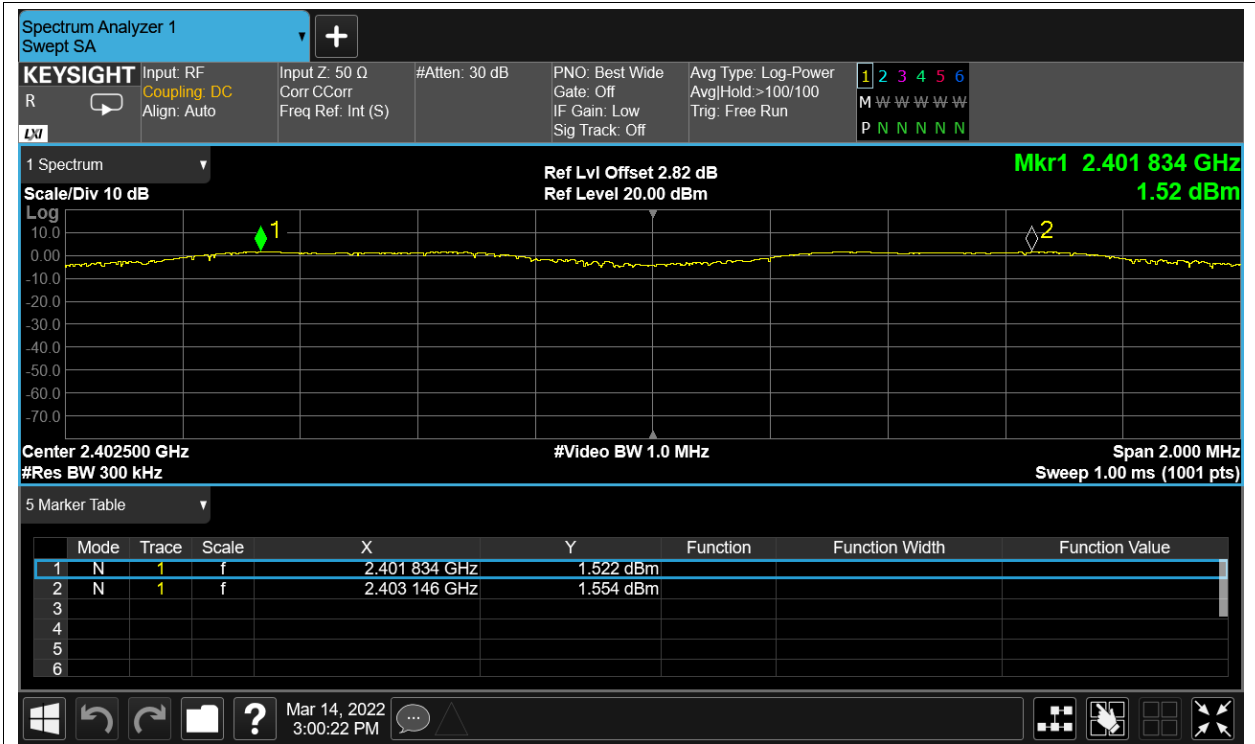 Spectrum Analyzer 1
Swept SA
+
KEYSIGHT Input: RF Input Z: 50 Ω #Atten: 30 dB PNO: Best Wide Avg Type: Log-Power 1 2 3 4 5 6
R Coupling: DC Corr CCorr Gate: Off Avg|Hold:>100/100 M W W W W W
Align: Auto Freq Ref: Int (S) IF Gain: Low Trig: Free Run
LXI Sig Track: Off P N N N N N
1 Spectrum Ref Lvl Offset 2.82 dB Mkr1 2.401 834 GHz
Scale/Div 10 dB Ref Level 20.00 dBm 1.52 dBm
Log
1 2
10.0
0.00
-10.0
-20.0
-30.0
-40.0
-50.0
-60.0
-70.0
Center 2.402500 GHz #Video BW 1.0 MHz Span 2.000 MHz
#Res BW 300 kHz Sweep 1.00 ms (1001 pts)
5 Marker Table
Mode Trace Scale X Y Function Function Width Function Value
1 N 1 f 2.401 834 GHz 1.522 dBm
2 N 1 f 2.403 146 GHz 1.554 dBm
3
4
5
6
? Mar 14, 2022
3:00:22 PM